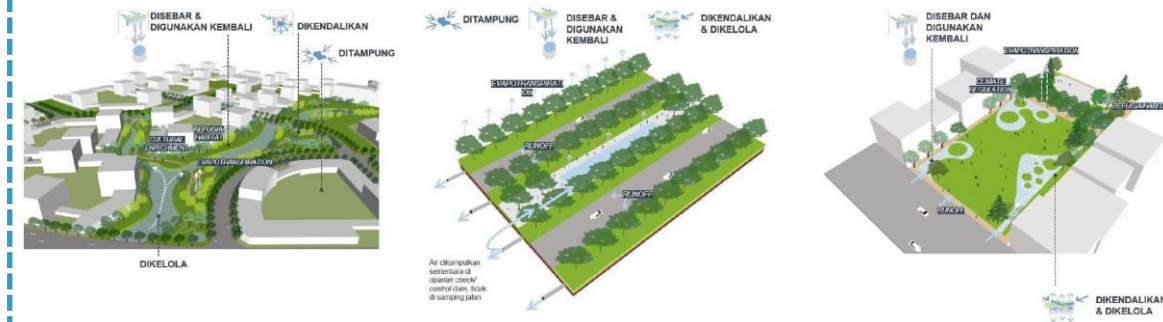 DISEBAR &
DIGUNAKAN KEMBALI
DIKENDALIKAN
DITAMPUNG
CULTURAL
ENRICHMENT
REFUGIA/
HABITAT
EVAPOTRANSPIRATION
DIKELOLA
DITAMPUNG
DISEBAR &
DIGUNAKAN
KEMBALI
DIKENDALIKAN
& DIKELOLA
EVAPOTRANSPIRATI
ON
RUNOFF
RUNOFF
Air dikumpulkan
sementara di
riparian check/
control dam, tidak
di samping jalan
DISEBAR DAN
DIGUNAKAN
KEMBALI
EVAPOTRANSPIRATION
CLIMATE
REGULATION
REFUGIA/HABIT
RUNOFF
DIKENDALIKAN
& DIKELOLA